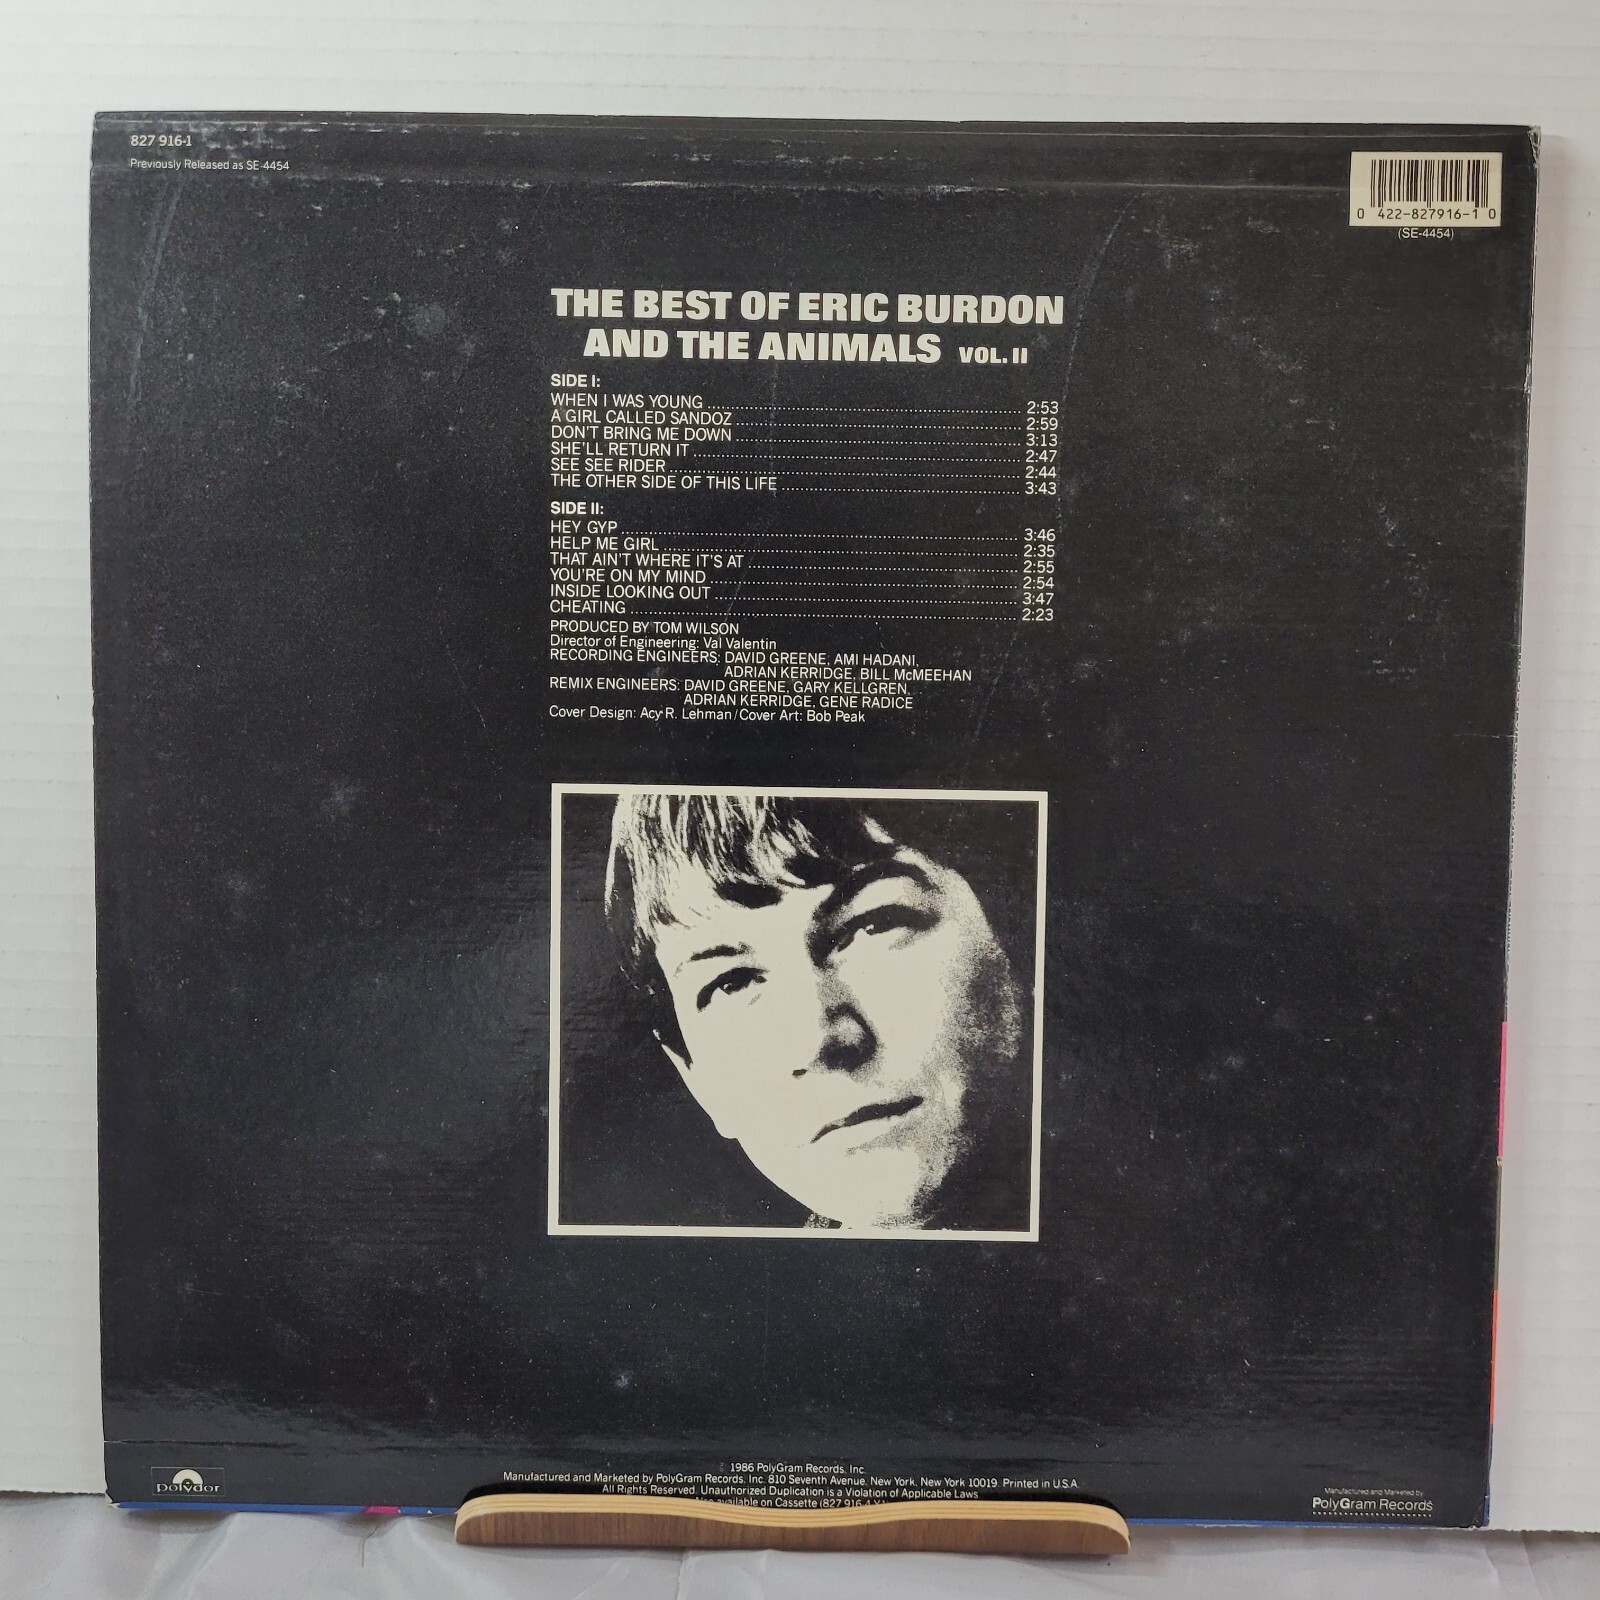 827 916-1
Previously Released as SE-4454
0 422-827916-1 0
(SE-4454)
THE BEST OF ERIC BURDON
AND THE ANIMALS VOL. II
SIDE I:
WHEN I WAS YOUNG 2:53
A GIRL CALLED SANDOZ 2:59
DON'T BRING ME DOWN 3:13
SHE'LL RETURN IT 2:47
SEE SEE RIDER 2:44
THE OTHER SIDE OF THIS LIFE 3:43
SIDE II:
HEY GYP 3:46
HELP ME GIRL 2:35
THAT AIN'T WHERE IT'S AT 2:55
YOU'RE ON MY MIND 2:54
INSIDE LOOKING OUT 3:47
CHEATING 2:23
PRODUCED BY TOM WILSON
Director of Engineering: Val Valentin
RECORDING ENGINEERS: DAVID GREENE, AMI HADANI,
ADRIAN KERRIDGE, BILL McMEEHAN
REMIX ENGINEERS: DAVID GREENE, GARY KELLGREN,
ADRIAN KERRIDGE, GENE RADICE
Cover Design: Acy R. Lehman/Cover Art: Bob Peak
polydor
1986 PolyGram Records, Inc.
Manufactured and Marketed by PolyGram Records, Inc. 810 Seventh Avenue, New York, New York 10019. Printed in U.S.A.
All Rights Reserved. Unauthorized Duplication is a Violation of Applicable Laws
available on Cassette (827 916-4
Manufactured and Marketed by
PolyGram Records